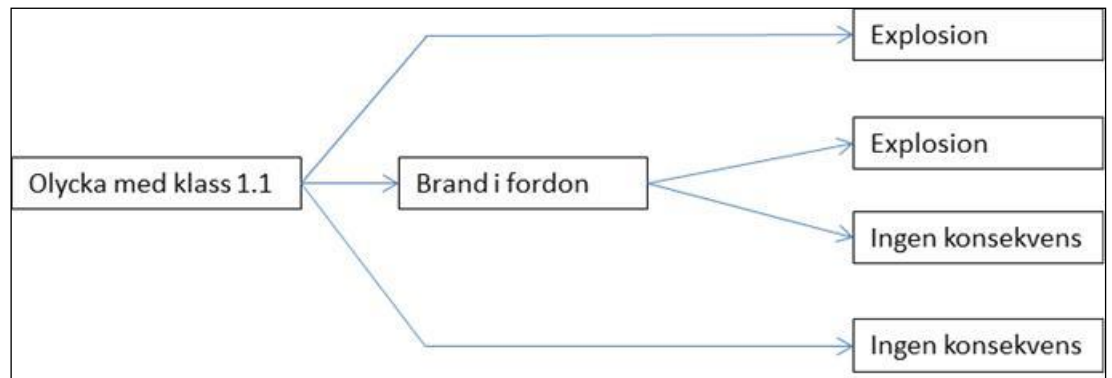 Explosion
Explosion
Olycka med klass 1.1
Brand i fordon
Ingen konsekvens
Ingen konsekvens